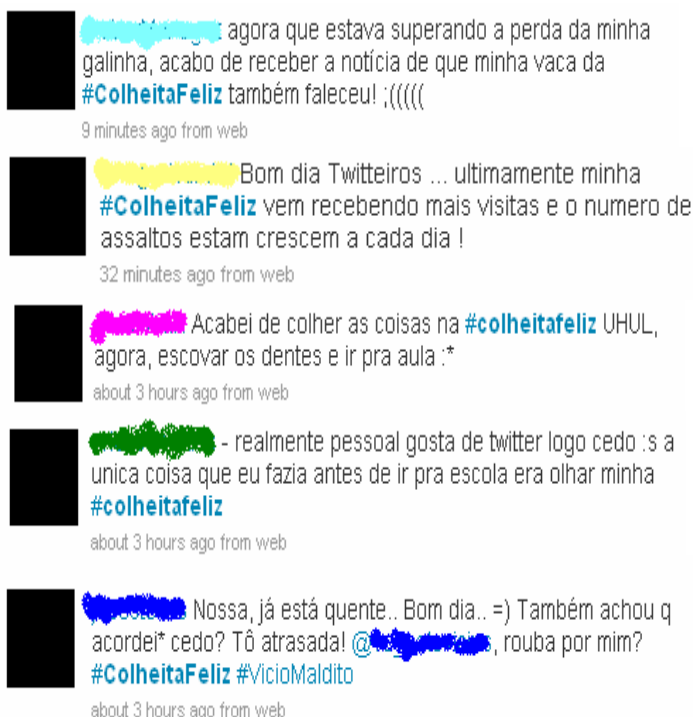 agora que estava superando a perda da minha
galinha, acabo de receber a notícia de que minha vaca da
#ColheitaFeliz também faleceu! ;(((((
9 minutes ago from web
Bom dia Twitteiros ... ultimamente minha
#ColheitaFeliz vem recebendo mais visitas e o numero de
assaltos estam crescem a cada dia !
32 minutes ago from web
Acabei de colher as coisas na #colheitafeliz UHUL,
agora, escovar os dentes e ir pra aula :*
about 3 hours ago from web
- realmente pessoal gosta de twitter logo cedo :s a
unica coisa que eu fazia antes de ir pra escola era olhar minha
#colheitafeliz
about 3 hours ago from web
Nossa, já está quente.. Bom dia.. =) Também achou q
acordei* cedo? Tô atrasada! @ , rouba por mim?
#ColheitaFeliz #VicioMaldito
about 3 hours ago from web